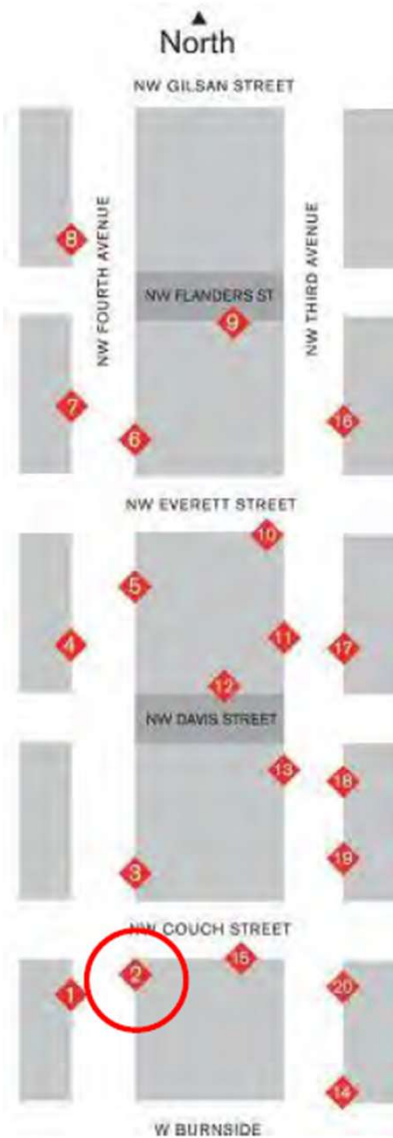 North
NW GILSAN STREET
NW FOURTH AVENUE
NW THIRD AVENUE
8
NW FLANDERS ST
9
7
16
6
NW EVERETT STREET
10
5
11
4
17
12
NW DAVIS STREET
13
18
19
3
NW COUCH STREET
15
2
20
1
14
W BURNSIDE